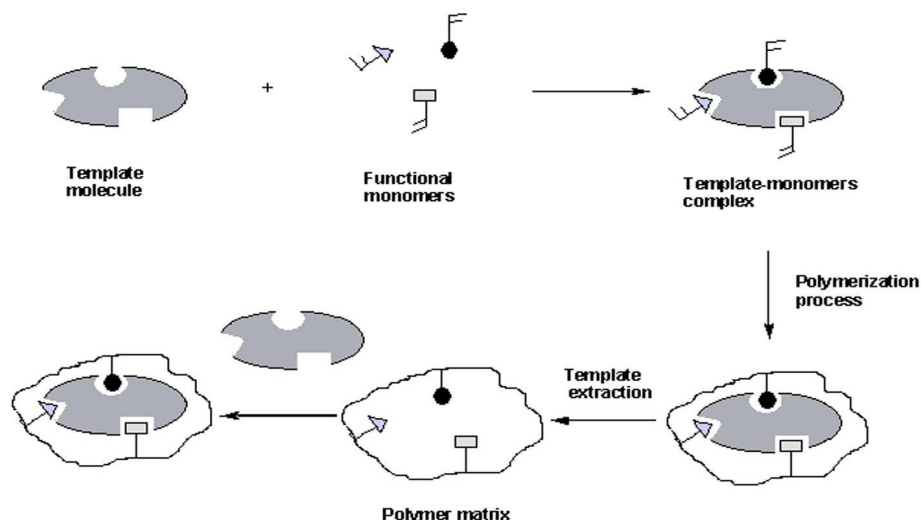 +
Template
molecule
Functional
monomers
Template-monomers
complex
Polymerization
process
Template
extraction
Polymer matrix